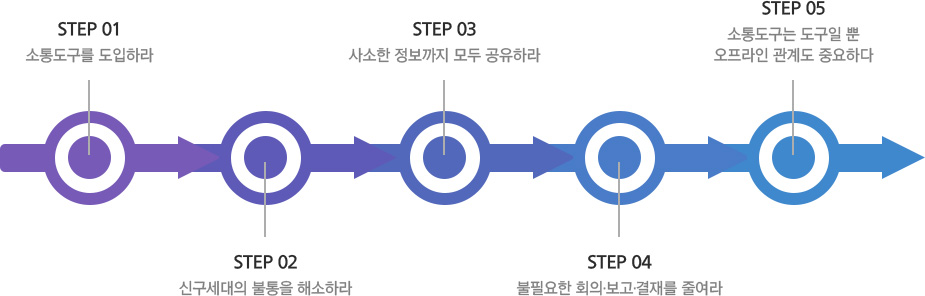 STEP 01
소통도구를 도입하라
STEP 02
신구세대의 불통을 해소하라
STEP 03
사소한 정보까지 모두 공유하라
STEP 04
불필요한 회의·보고·결재를 줄여라
STEP 05
소통도구는 도구일 뿐
오프라인 관계도 중요하다